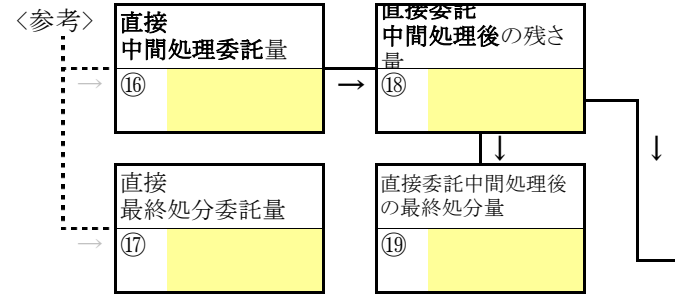 〈参考〉
直接
中間処理委託量
→
⑯
→
直接委託
中間処理後の残さ
量
⑱
↓
↓
直接
最終処分委託量
→
⑰
直接委託中間処理後
の最終処分量
⑲